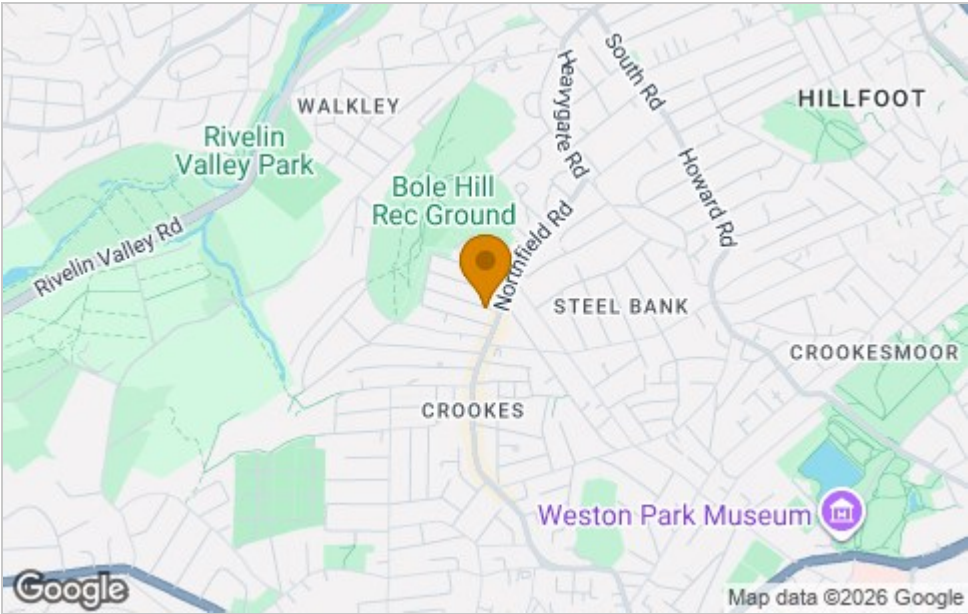 South Rd
Heavygate Rd
WALKLEY
HILLFOOT
Rivelin
Valley Park
Howard Rd
Bole Hill
Rec Ground
Northfield Rd
Rivelin Valley Rd
STEEL BANK
CROOKESMOOR
CROOKES
Weston Park Museum
Google
Map data ©2026 Google